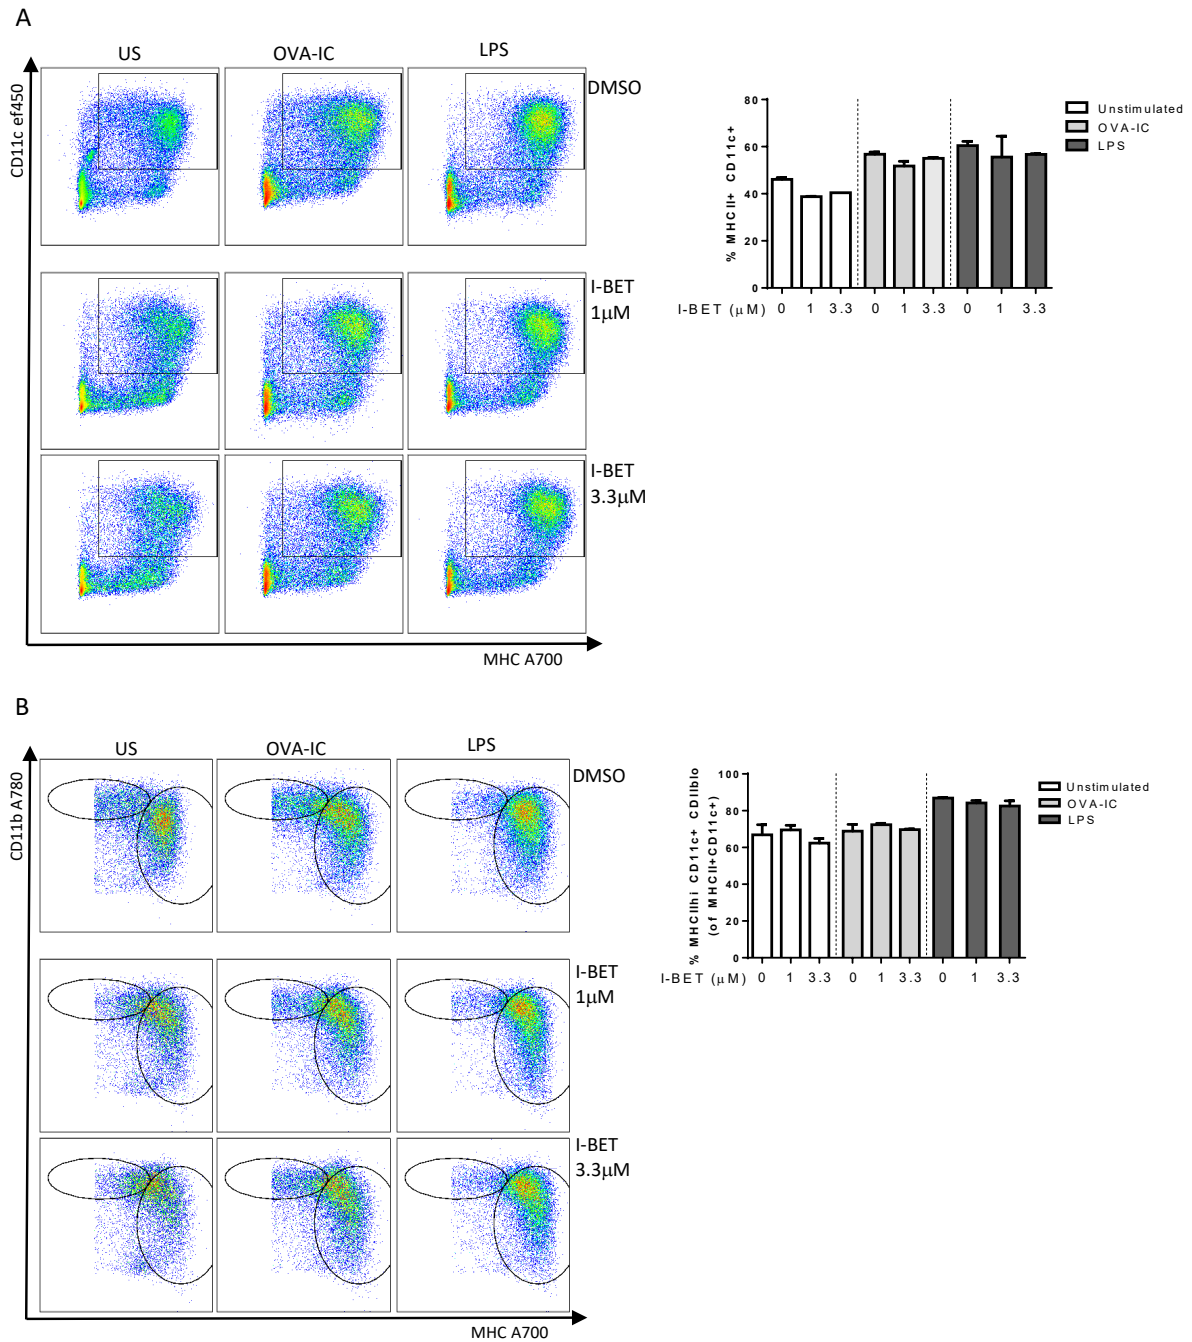 A
US
OVA-IC
LPS
DMSO
I-BET
1μM
I-BET
3.3μM
CD11c ef450
MHC A700
% MHCII+ CD11c+
80
60
40
20
0
I-BET (μM) 0 1 3.3 0 1 3.3 0 1 3.3
Unstimulated
OVA-IC
LPS
B
US
OVA-IC
LPS
DMSO
I-BET
1μM
I-BET
3.3μM
CD11b A780
MHC A700
% MHCIIhi CD11c+ CDIIblo
(of MHCII+CD11c+)
100
80
60
40
20
0
I-BET (μM) 0 1 3.3 0 1 3.3 0 1 3.3
Unstimulated
OVA-IC
LPS